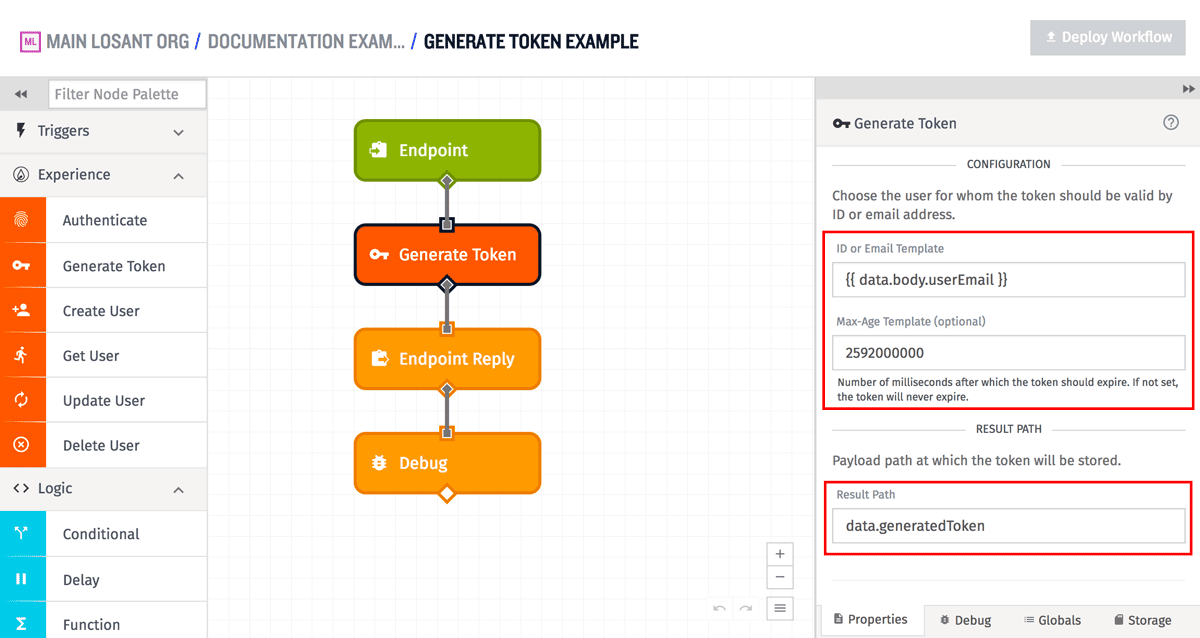 ML MAIN LOSANT ORG / DOCUMENTATION EXAM... / GENERATE TOKEN EXAMPLE
Deploy Workflow
Filter Node Palette
Triggers
Experience
Authenticate
Generate Token
Create User
Get User
Update User
Delete User
Logic
Conditional
Delay
Function
Endpoint
Generate Token
Endpoint Reply
Debug
Generate Token
CONFIGURATION
Choose the user for whom the token should be valid by
ID or email address.
ID or Email Template
{{ data.body.userEmail }}
Max-Age Template (optional)
2592000000
Number of milliseconds after which the token should expire. If not set,
the token will never expire.
RESULT PATH
Payload path at which the token will be stored.
Result Path
data.generatedToken
Properties
Debug
Globals
Storage